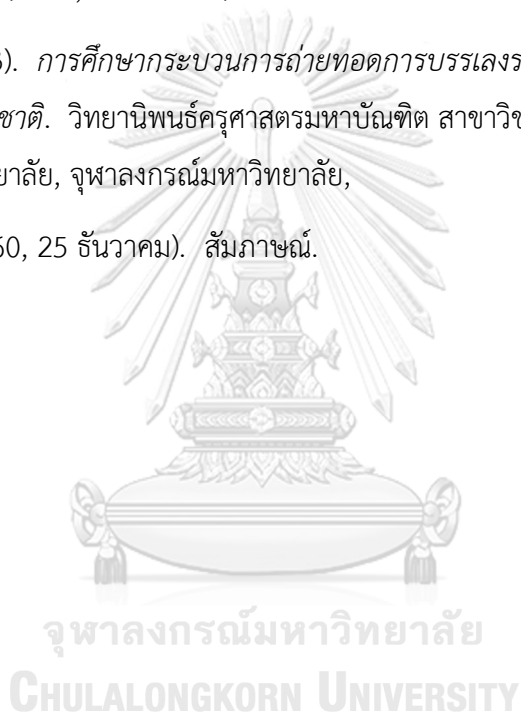 ). การศึกษากระบวนการถ่ายทอดการบรรเลงร
ชาติ. วิทยานิพนธ์ครุศาสตรมหาบัณฑิต สาขาวิช
ยาลัย, จุฬาลงกรณ์มหาวิทยาลัย,
60, 25 ธันวาคม). สัมภาษณ์.
จุฬาลงกรณ์มหาวิทยาลัย
CHULALONGKORN UNIVERSITY